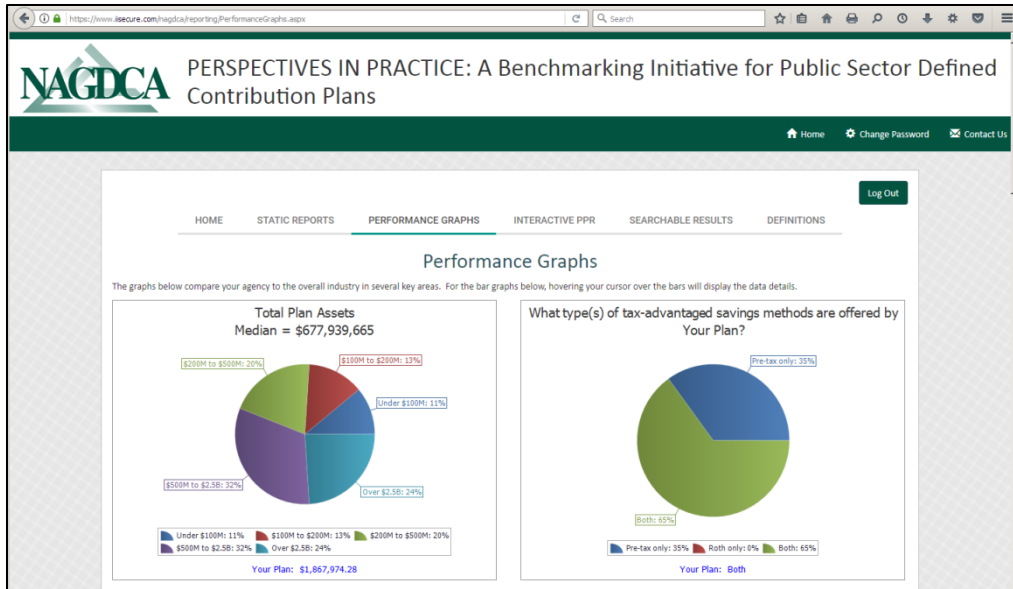 https://www.iisecure.com/nagdca/reporting/PerformanceGraphs.aspx
Search
NAGDCA
PERSPECTIVES IN PRACTICE: A Benchmarking Initiative for Public Sector Defined
Contribution Plans
Home Change Password Contact Us
Log Out
HOME STATIC REPORTS PERFORMANCE GRAPHS INTERACTIVE PPR SEARCHABLE RESULTS DEFINITIONS
Performance Graphs
The graphs below compare your agency to the overall industry in several key areas. For the bar graphs below, hovering your cursor over the bars will display the data details.
Total Plan Assets
Median = $677,939,665
$200M to $500M: 20%
$100M to $200M: 13%
Under $100M: 11%
$500M to $2.5B: 32%
Over $2.5B: 24%
Under $100M: 11% $100M to $200M: 13% $200M to $500M: 20%
$500M to $2.5B: 32% Over $2.5B: 24%
Your Plan: $1,867,974.28
What type(s) of tax-advantaged savings methods are offered by
Your Plan?
Pre-tax only: 35%
Both: 65%
Pre-tax only: 35% Roth only: 0% Both: 65%
Your Plan: Both